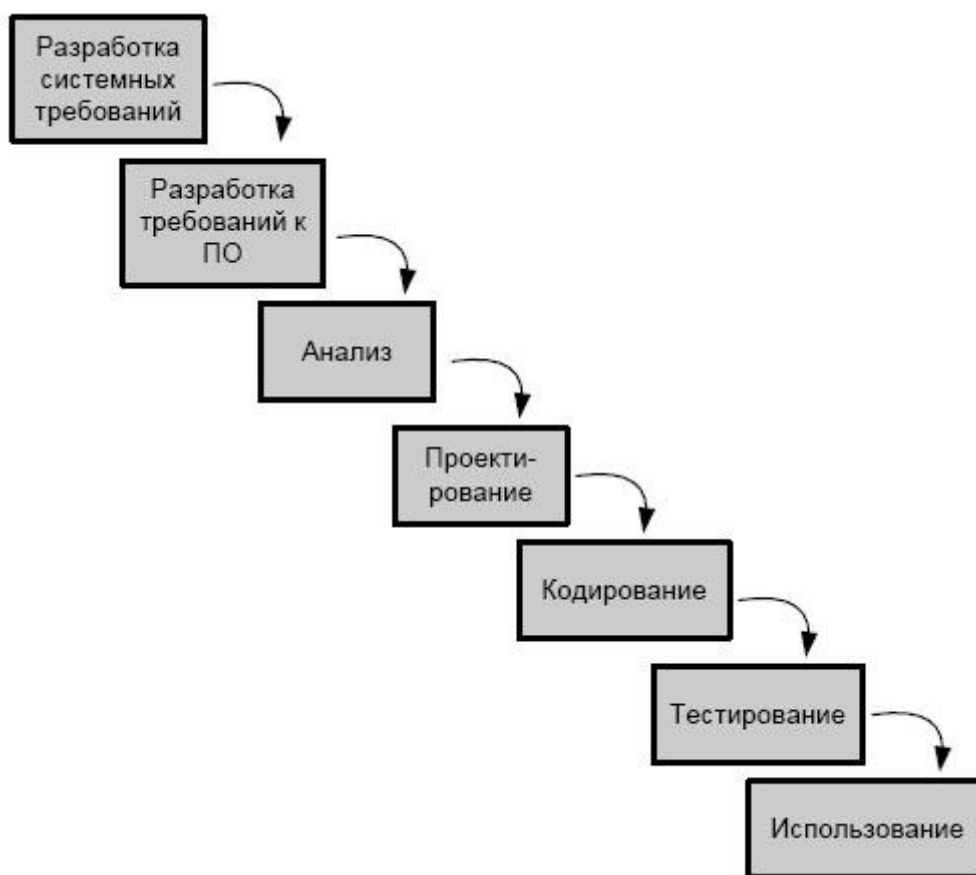 Разработка
системных
требований
Разработка
требований к
ПО
Анализ
Проекти-
рование
Кодирование
Тестирование
Использование